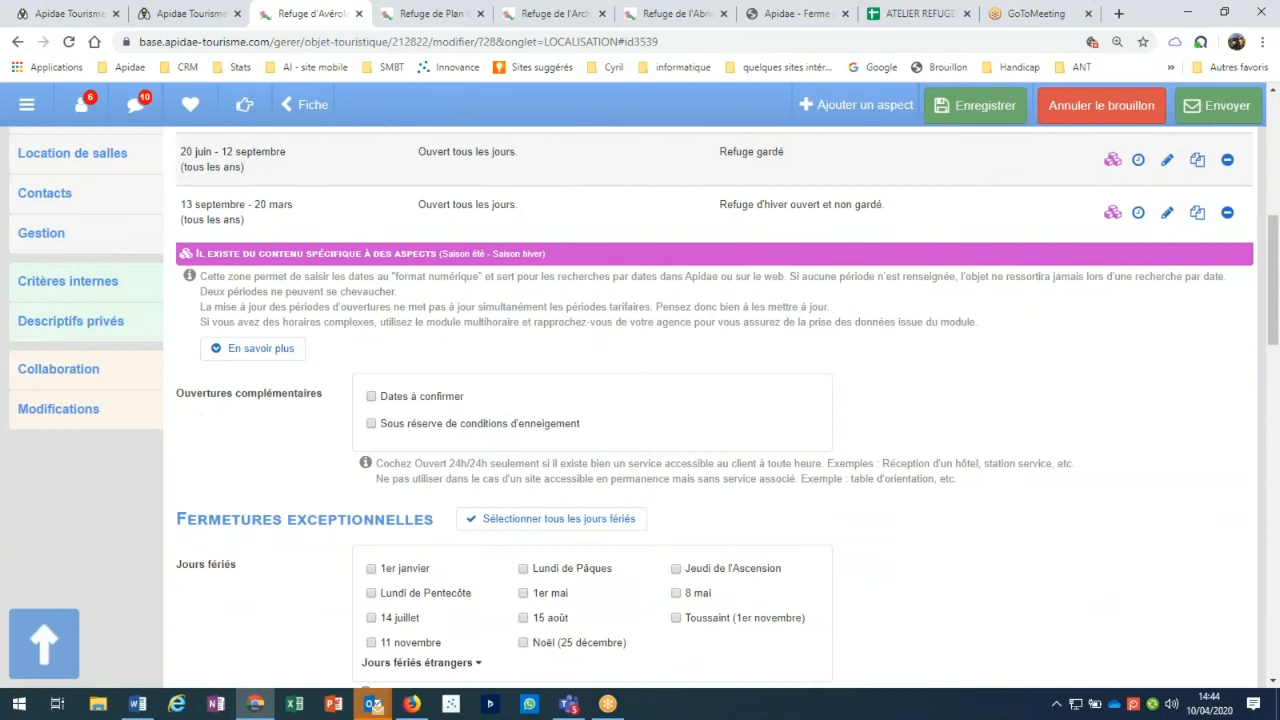 Apidae Tourisme
Apidae Tourisme
Refuge d'Avérol
Refuge de Plan C
Refuge de l'Arch
Refuge de l'Abri
Apidae - Ferme
ATELIER REFUGE
GoToMeeting
base.apidae-tourisme.com/gerer/objet-touristique/212822/modifier/?28&onglet=LOCALISATION#id3539
Applications
Apidae
CRM
Stats
AI - site mobile
SMBT
Innovance
Sites suggérés
Cyril
informatique
quelques sites intér...
Google
Brouillon
Handicap
ANT
»
Autres favoris
6
10
Fiche
Ajouter un aspect
Enregistrer
Annuler le brouillon
Envoyer
Location de salles
Contacts
Gestion
Critères internes
Descriptifs privés
Collaboration
Modifications
20 juin - 12 septembre
(tous les ans)
Ouvert tous les jours.
Refuge gardé
13 septembre - 20 mars
(tous les ans)
Ouvert tous les jours.
Refuge d'hiver ouvert et non gardé.
IL EXISTE DU CONTENU SPÉCIFIQUE À DES ASPECTS (Saison été - Saison hiver)
Cette zone permet de saisir les dates au "format numérique" et sert pour les recherches par dates dans Apidae ou sur le web. Si aucune période n'est renseignée, l'objet ne ressortira jamais lors d'une recherche par date.
Deux périodes ne peuvent se chevaucher.
La mise à jour des périodes d'ouvertures ne met pas à jour simultanément les périodes tarifaires. Pensez donc bien à les mettre à jour.
Si vous avez des horaires complexes, utilisez le module multihoraire et rapprochez-vous de votre agence pour vous assurez de la prise des données issue du module.
En savoir plus
Ouvertures complémentaires
Dates à confirmer
Sous réserve de conditions d'enneigement
Cochez Ouvert 24h/24h seulement si il existe bien un service accessible au client à toute heure. Exemples : Réception d'un hôtel, station service, etc.
Ne pas utiliser dans le cas d'un site accessible en permanence mais sans service associé. Exemple : table d'orientation, etc.
FERMETURES EXCEPTIONNELLES
Sélectionner tous les jours fériés
Jours fériés
1er janvier
Lundi de Pâques
Jeudi de l'Ascension
Lundi de Pentecôte
1er mai
8 mai
14 juillet
15 août
Toussaint (1er novembre)
11 novembre
Noël (25 décembre)
Jours fériés étrangers
14:44
10/04/2020